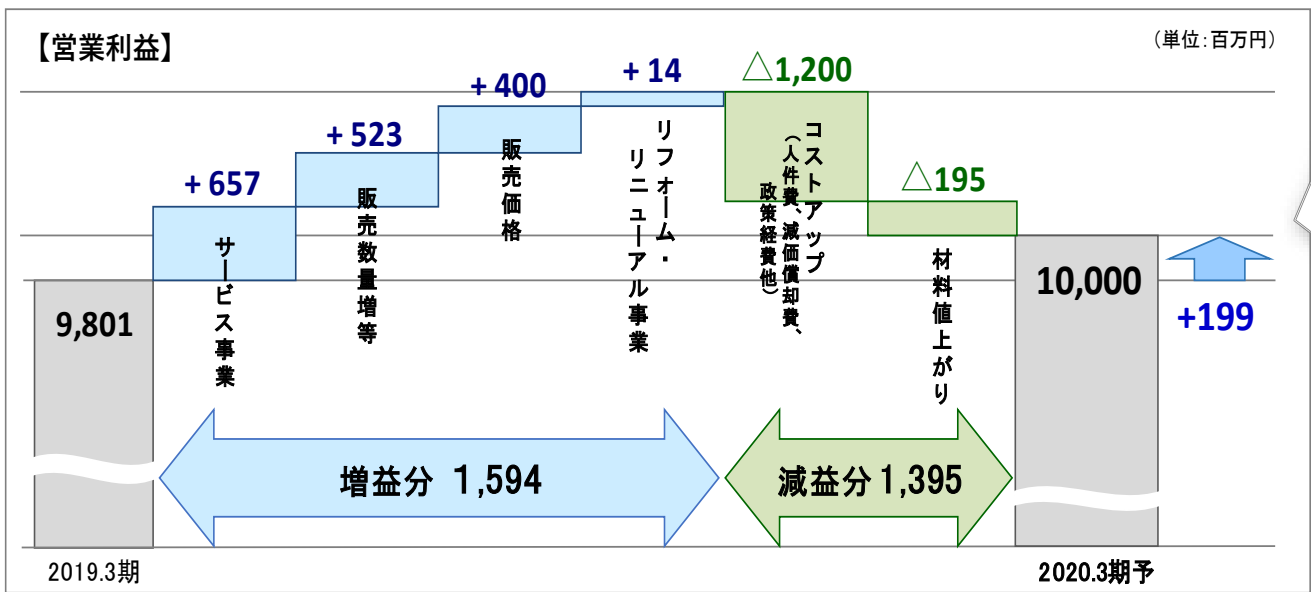 【営業利益】
（単位：百万円）
+657
+523
+400
+14
△1,200
△195
サービス事業
販売数量増等
販売価格
リフォーム・
リニューアル事業
コストアップ
（人件費、減価償却費、
政策経費他）
材料値上がり
9,801
10,000
+199
増益分 1,594
減益分 1,395
2019.3期
2020.3期予